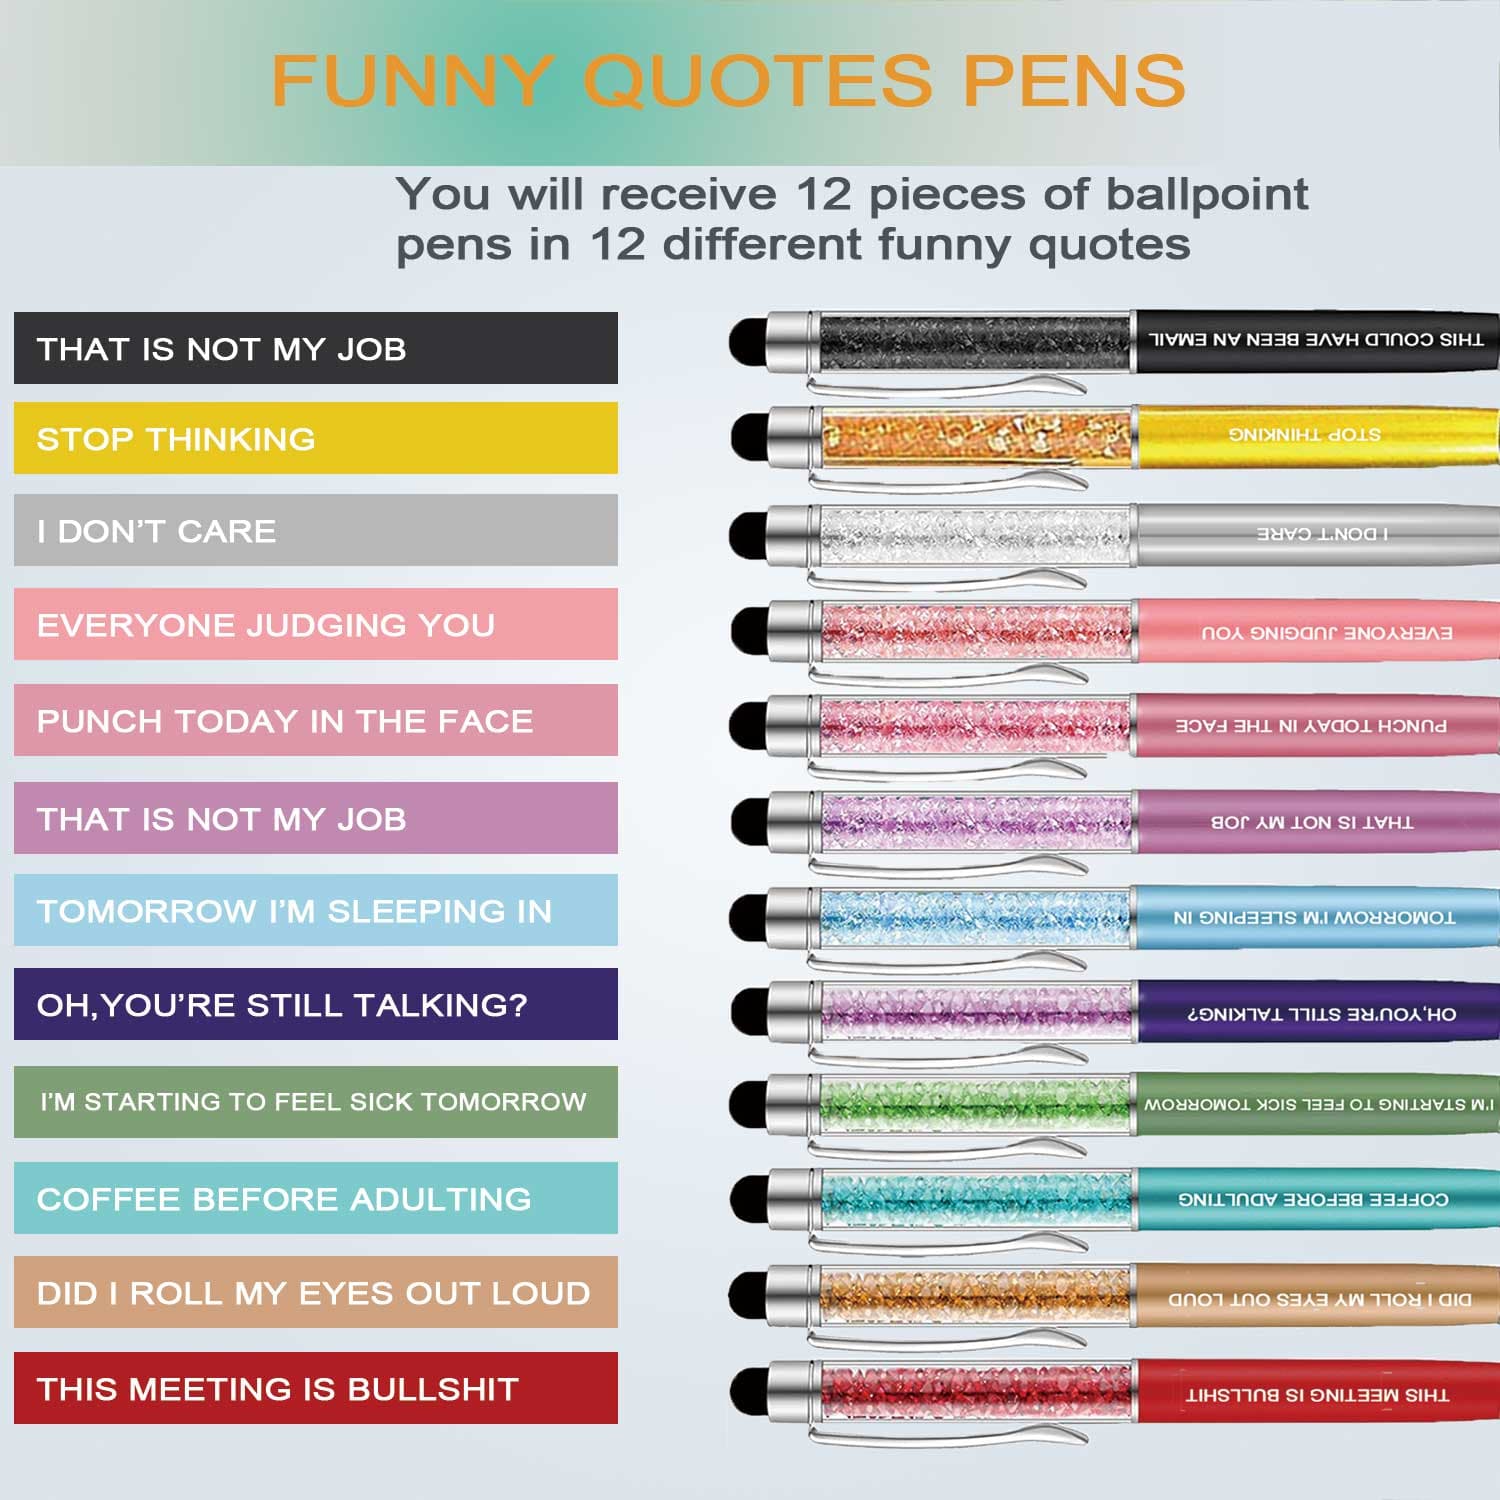 FUNNY QUOTES PENS
You will receive 12 pieces of ballpoint
pens in 12 different funny quotes
THAT IS NOT MY JOB
THIS COULD HAVE BEEN AN EMAIL
STOP THINKING
STOP THINKING
I DON'T CARE
I DON'T CARE
EVERYONE JUDGING YOU
EVERYONE JUDGING YOU
PUNCH TODAY IN THE FACE
PUNCH TODAY IN THE FACE
THAT IS NOT MY JOB
THAT IS NOT MY JOB
TOMORROW I'M SLEEPING IN
TOMORROW I'M SLEEPING IN
OH,YOU'RE STILL TALKING?
OH,YOU'RE STILL TALKING?
I'M STARTING TO FEEL SICK TOMORROW
I'M STARTING TO FEEL SICK TOMORROW
COFFEE BEFORE ADULTING
COFFEE BEFORE ADULTING
DID I ROLL MY EYES OUT LOUD
DID I ROLL MY EYES OUT LOUD
THIS MEETING IS BULLSHIT
THIS MEETING IS BULLSHIT